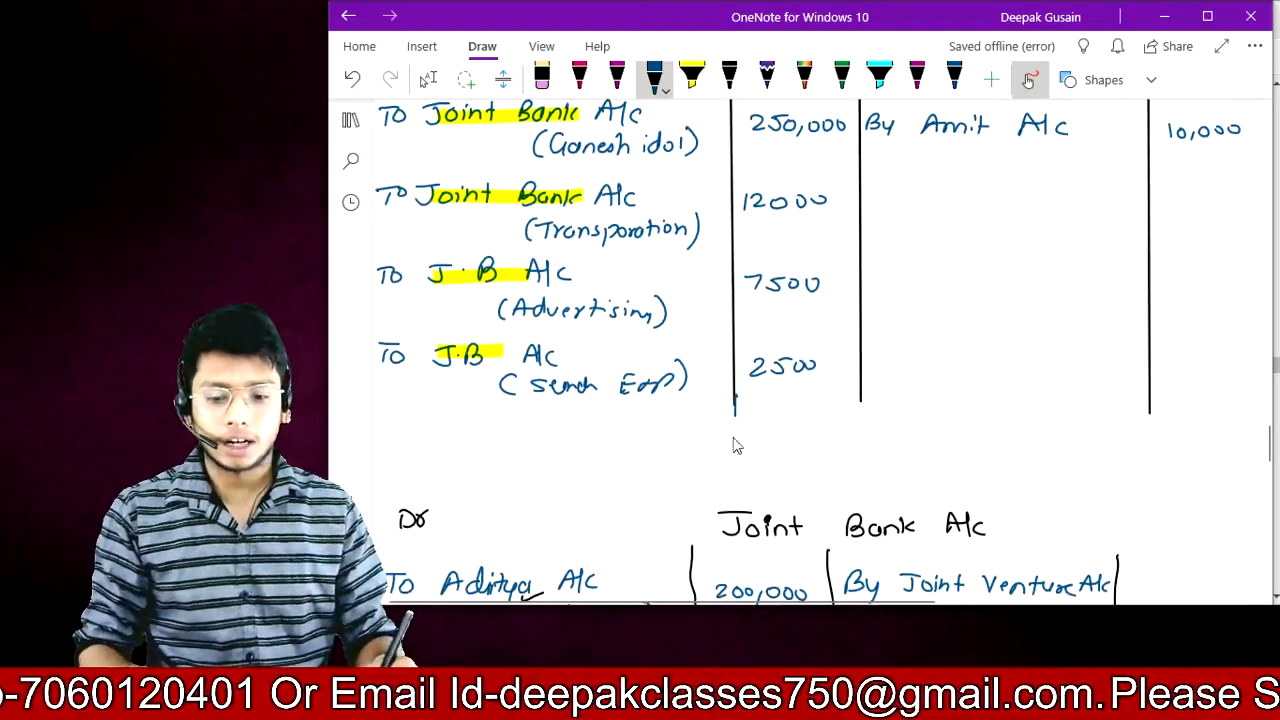 OneNote for Windows 10
Deepak Gusain
Home Insert Draw View Help
Saved offline (error)
Share
Shapes
To Joint Bank A/c 250,000 By Amit A/c 10,000
(Ganesh idol)
To Joint Bank A/c 12000
(Transporation)
To J.B A/c 7500
(Advertising)
To J.B A/c 2500
Dr Joint Bank A/c
To Aditya A/c 200,000 By Joint Venture A/c
o-7060120401 Or Email Id-deepakclasses750@gmail.com. Please S